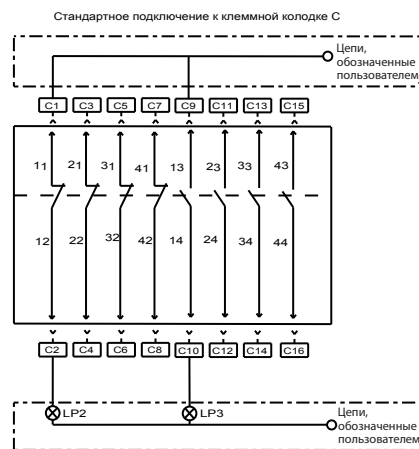 Стандартное подключение к клеммной колодке С
Цепи,
обозначенные
пользователем
C1 C3 C5 C7 C9 C11 C13 C15
11 21 31 41 13 23 33 43
12 22 32 42 14 24 34 44
C2 C4 C6 C8 C10 C12 C14 C16
LP2 LP3
Цепи,
обозначенные
пользователем